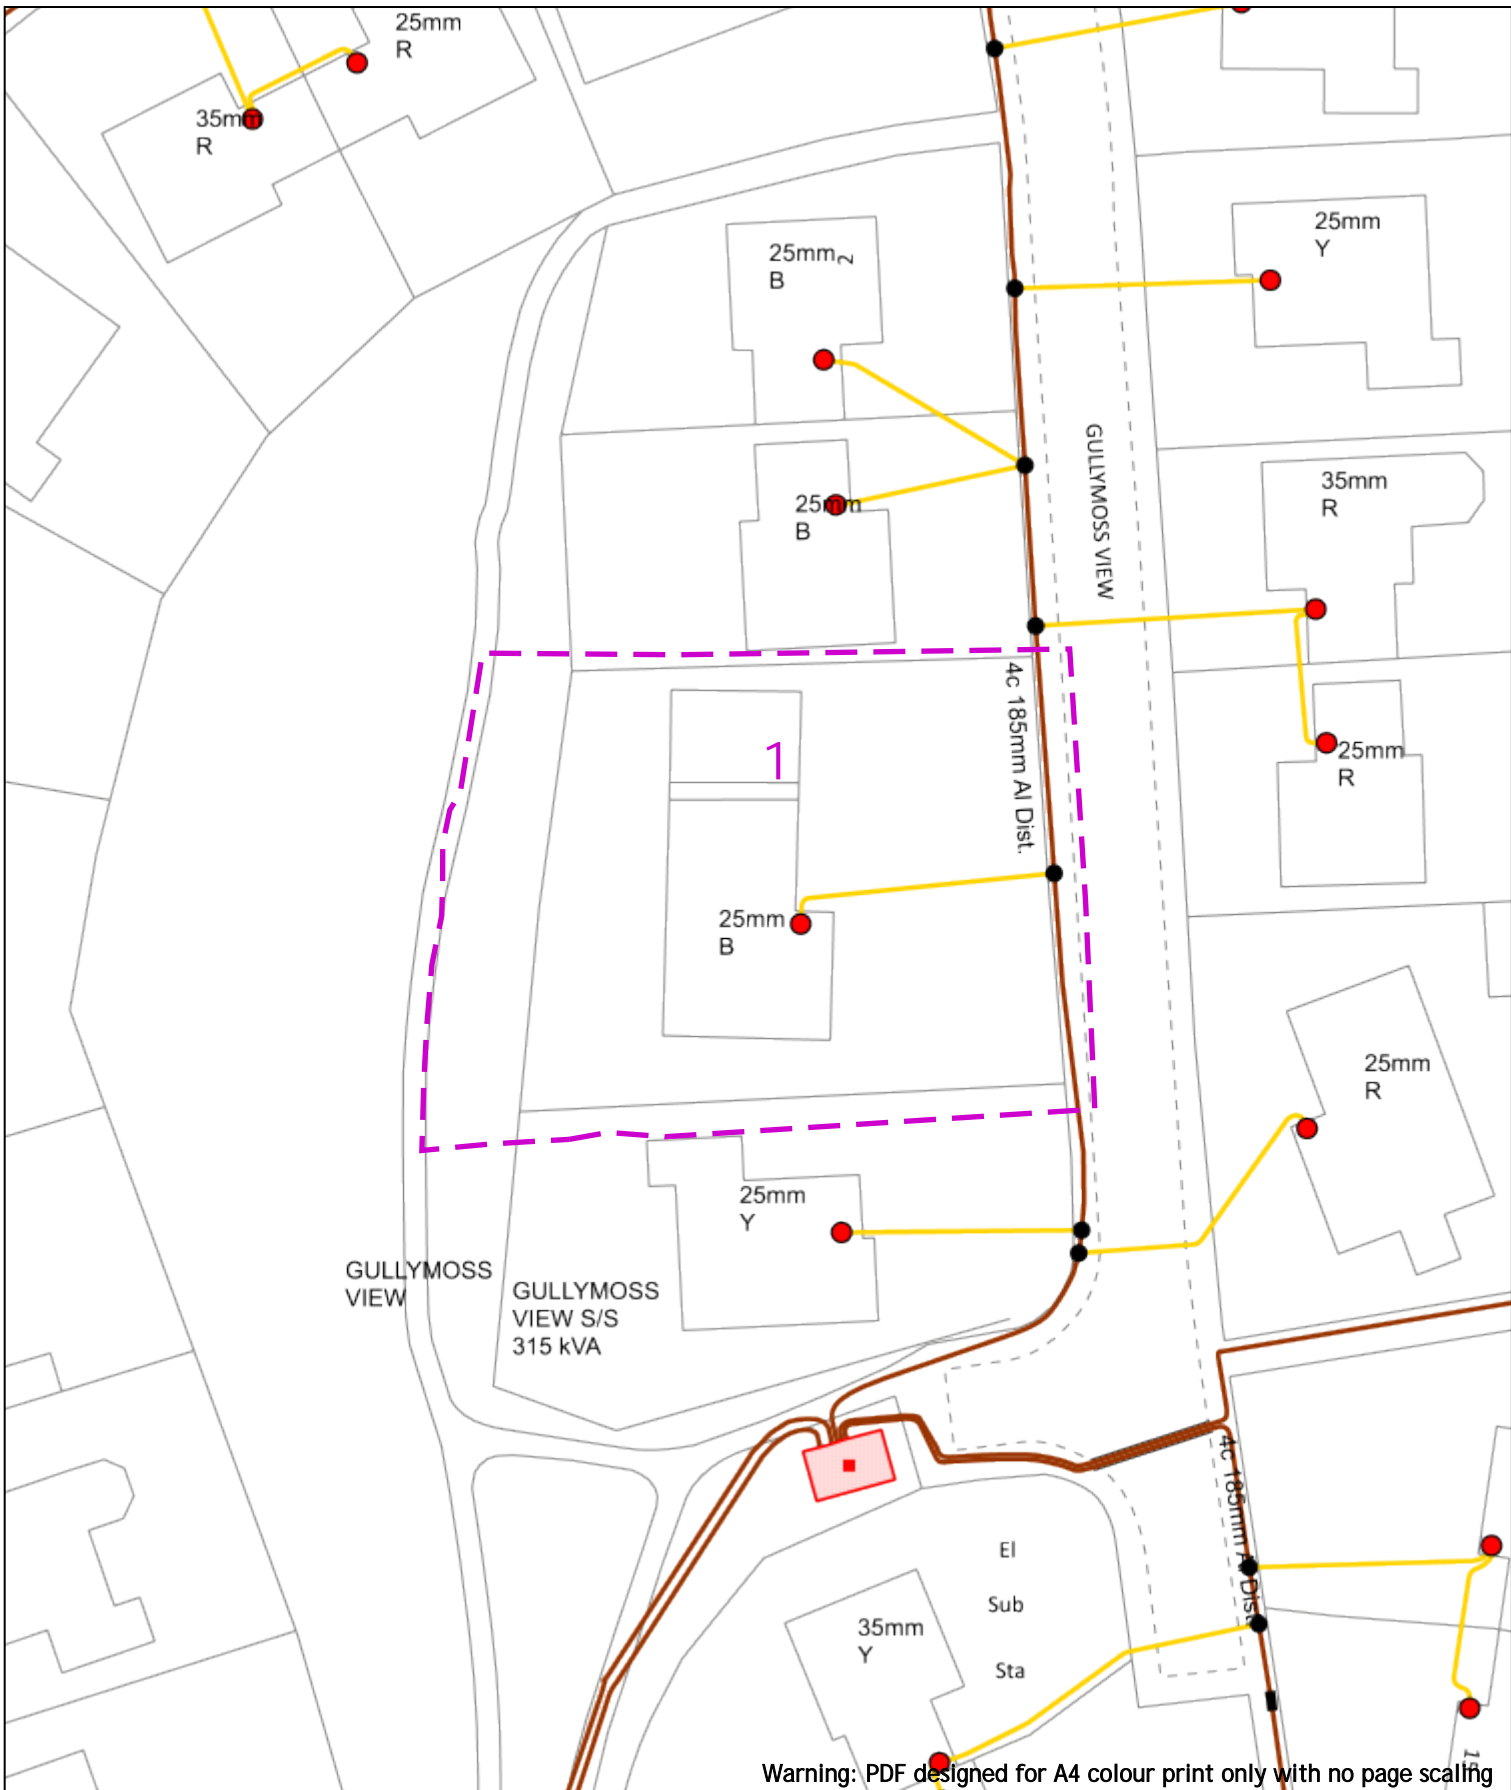 25mm
R
35mm
R
25mm
B
2
25mm
Y
25mm
B
GULLYMOSS VIEW
35mm
R
4c 185mm Al Dist.
1
25mm
R
25mm
B
25mm
R
25mm
Y
GULLYMOSS
VIEW
GULLYMOSS
VIEW S/S
315 kVA
4c 185mm Al Dist.
El
Sub
Sta
35mm
Y
Warning: PDF designed for A4 colour print only with no page scaling